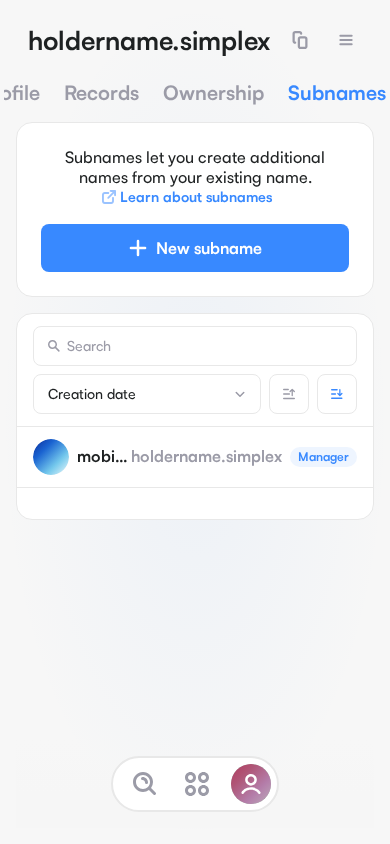 holdername.simplex
ofile Records Ownership Subnames
Subnames let you create additional
names from your existing name.
Learn about subnames
New subname
Search
Creation date
mobi... holdername.simplex Manager